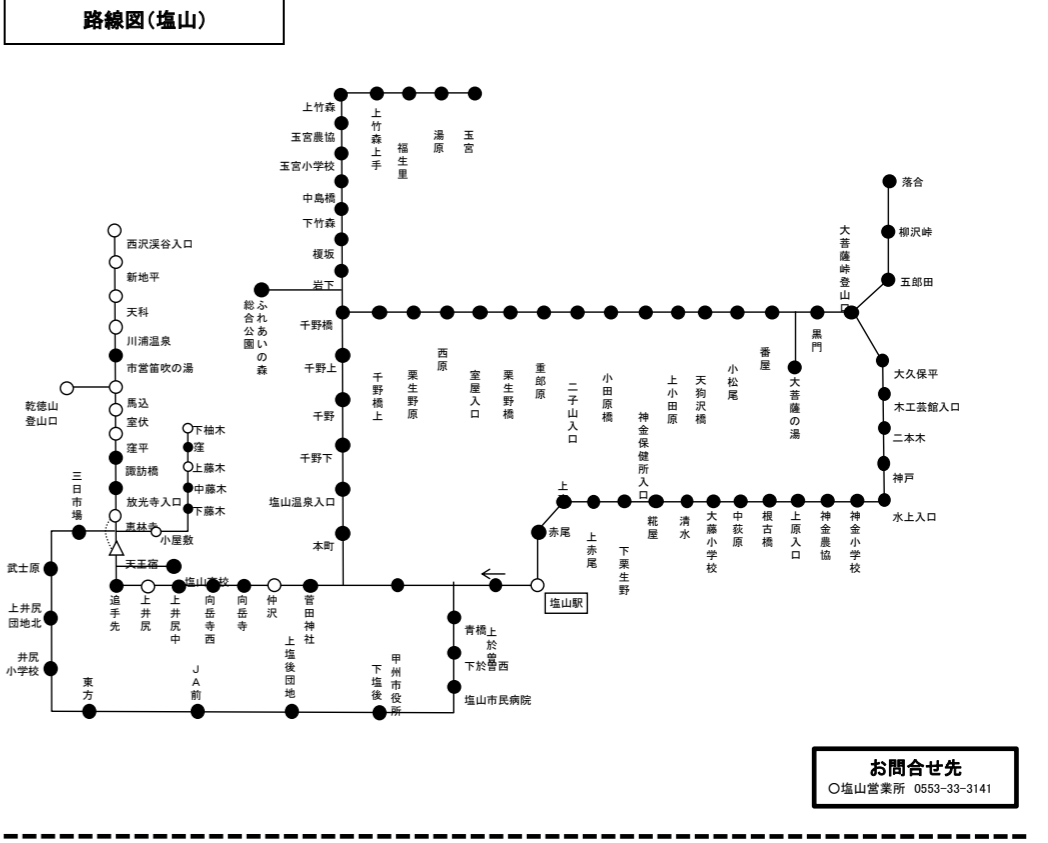 路線図（塩山）
上竹森
玉宮農協
玉宮小学校
中島橋
下竹森
榎坂
岩下
千野橋
千野上
千野
千野下
塩山温泉入口
本町
上竹森上手
福生里
湯原
玉宮
ふれあいの森
総合公園
西沢渓谷入口
新地平
天科
川浦温泉
市営笛吹の湯
馬込
室伏
窪平
諏訪橋
放光寺入口
恵林寺
天王宿
塩山高校
乾徳山
登山口
下柚木
窪
上藤木
中藤木
下藤木
小屋敷
三日市場
武士原
上井尻
団地北
井尻
小学校
東方
JA前
上塩後団地
下塩後
甲州市役所
追手先
上井尻
上井尻中
向岳寺西
向岳寺
仲沢
菅田神社
青橋
上於曽
下於曽西
塩山市民病院
塩山駅
赤尾
上赤尾
下粟生野
糀屋
清水
大藤小学校
中荻原
根古橋
上原入口
神金農協
神金小学校
水上入口
神戸
二本木
木工芸館入口
大久保平
千野橋上
粟生野原
西原
室屋入口
粟生野橋
重郎原
二子山入口
小田原橋
神金保健所入口
上小田原
天狗沢橋
小松尾
番屋
大菩薩の湯
黒門
大菩薩峠登山口
五郎田
柳沢峠
落合
お問合せ先
○塩山営業所 0553-33-3141